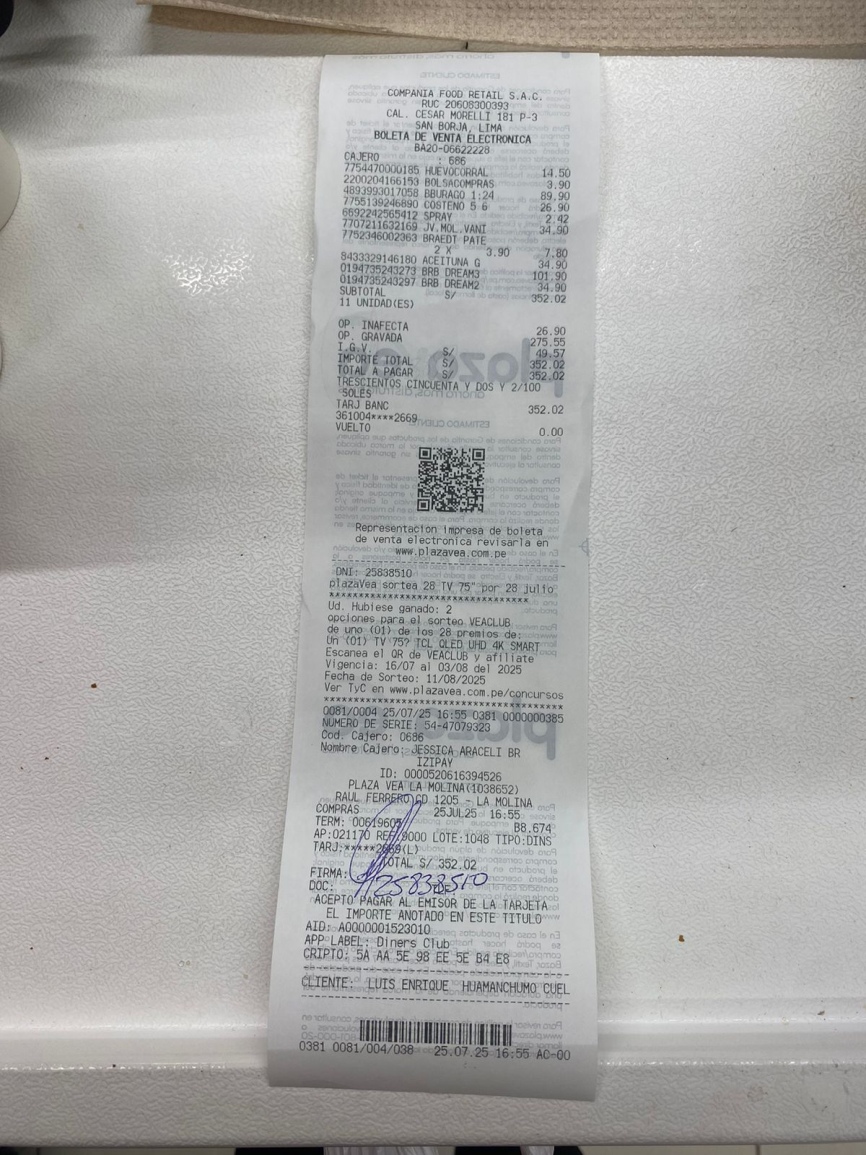 COMPANIA FOOD RETAIL S.A.C.
RUC 20608300393
CAL. CESAR MORELLI 181 P-3
SAN BORJA, LIMA
BOLETA DE VENTA ELECTRONICA
BA20-06622228
CAJERO : 686
7754470000185 HUEVOCORRAL 14.50
2200204166153 BOLSACOMPRAS 3.90
4893993017058 BBURAGO 1:24 89.90
7755139246890 COSTENO 5 6 26.90
6692242565412 SPRAY 2.42
7707211632169 JV.MOL.VANI 34.90
7752346002363 BRAEDT PATE
2 X 3.90 7.80
8433329146180 ACEITUNA G 34.90
0194735243273 BRB DREAM3 101.90
0194735243297 BRB DREAM2 34.90
SUBTOTAL S/ 352.02
11 UNIDAD(ES)
OP. INAFECTA 26.90
OP. GRAVADA 275.55
I.G.V. S/ 49.57
IMPORTE TOTAL S/ 352.02
TOTAL A PAGAR S/ 352.02
TRESCIENTOS CINCUENTA Y DOS Y 2/100
SOLES
TARJ BANC 352.02
361004****2669
VUELTO 0.00
Representacion impresa de boleta
de venta electronica revisarla en
www.plazavea.com.pe
DNI: 25838510
plazaVea sortea 28 TV 75" por 28 julio
************************************
Ud. Hubiese ganado: 2
opciones para el sorteo VEACLUB
de uno (01) de los 28 premios de:
Un (01) TV 75? TCL QLED UHD 4K SMART
Escanea el QR de VEACLUB y afiliate
Vigencia: 16/07 al 03/08 del 2025
Fecha de Sorteo: 11/08/2025
Ver TyC en www.plazavea.com.pe/concursos
****************************************
0081/0004 25/07/25 16:55 0381 0000000385
NUMERO DE SERIE: 54-47079323
Cod. Cajero: 0686
Nombre Cajero: JESSICA ARACELI BR
IZIPAY
ID: 0000520616394526
PLAZA VEA LA MOLINA(1038652)
RAUL FERRERO CD 1205 - LA MOLINA
COMPRAS 25JUL25 16:55
TERM: 00619605 B8.674
AP:021170 LOTE:1048 TIPO:DINS
TARJ:*****2669(L)
TOTAL S/ 352.02
FIRMA:
DOC: 25838510
ACEPTO PAGAR AL EMISOR DE LA TARJETA
EL IMPORTE ANOTADO EN ESTE TITULO
AID: A0000001523010
APP LABEL: Diners Club
CRIPTO: 5A AA 5E 98 EE 5E B4 E8
CLIENTE: LUIS ENRIQUE HUAMANCHUMO CUEL
0381 0081/004/038 25.07.25 16:55 AC-00